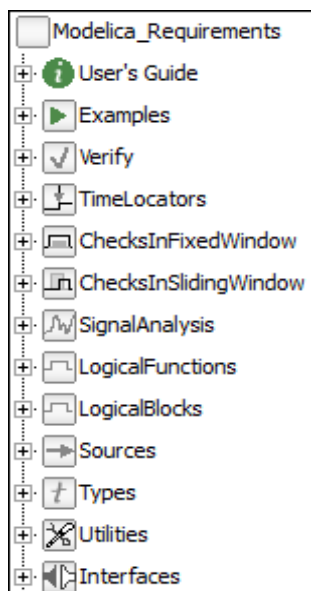 Modelica_Requirements
User's Guide
Examples
Verify
TimeLocators
ChecksInFixedWindow
ChecksInSlidingWindow
SignalAnalysis
LogicalFunctions
LogicalBlocks
Sources
Types
Utilities
Interfaces